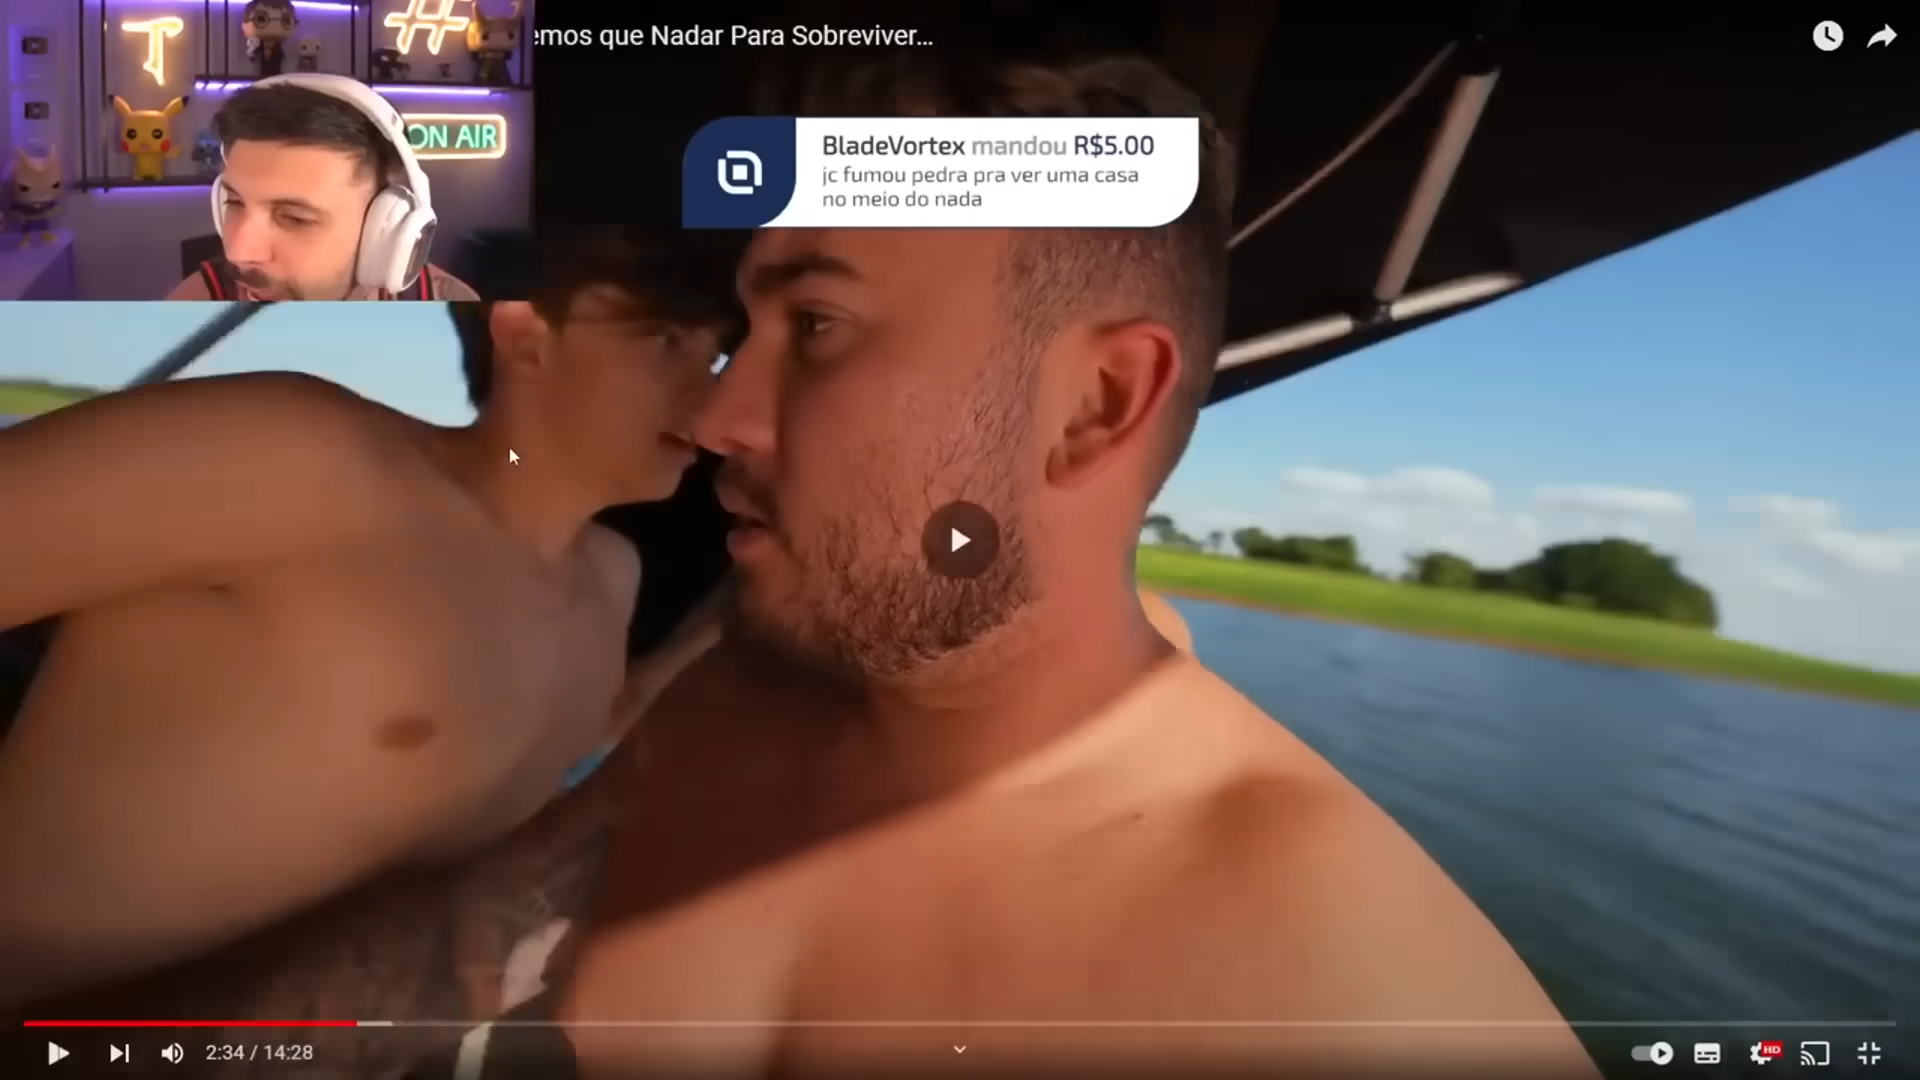 emos que Nadar Para Sobreviver...
ON AIR
BladeVortex mandou R$5.00
jc fumou pedra pra ver uma casa
no meio do nada
2:34 / 14:28
HD